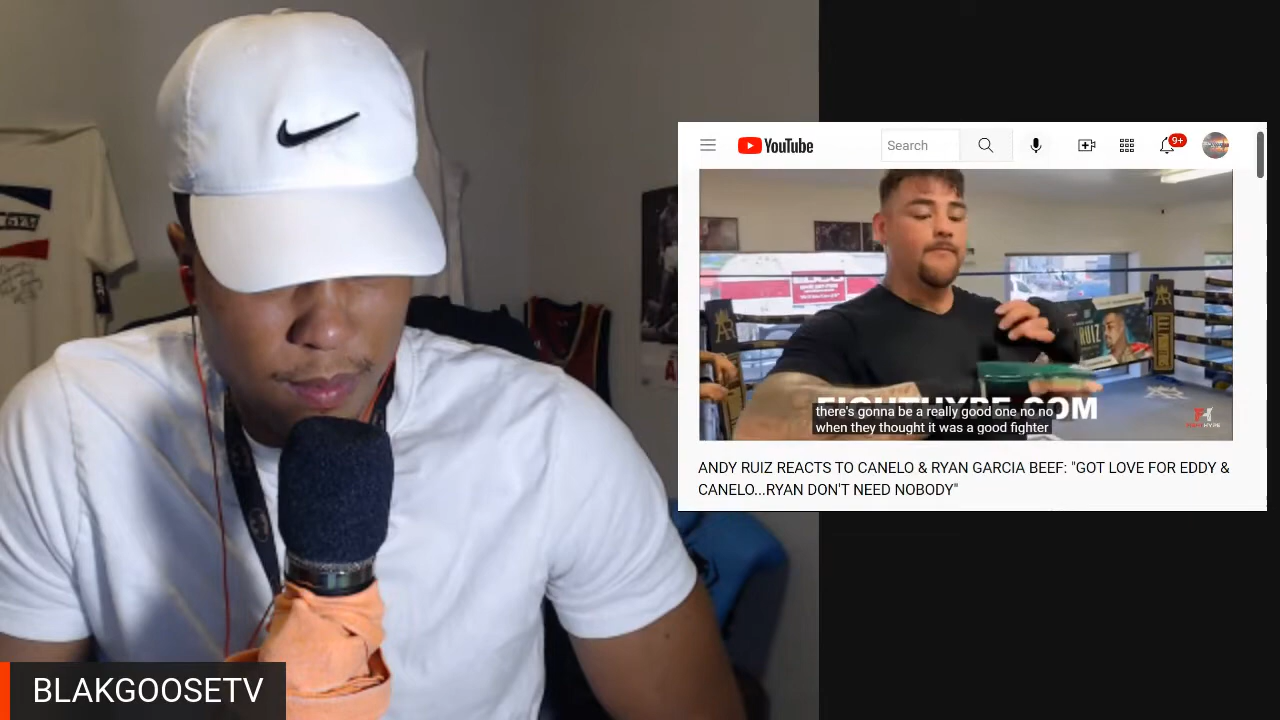 YouTube
Search
9+
RUIZ
FIGHTHYPE.COM
there's gonna be a really good one no no
when they thought it was a good fighter
FIGHTHYPE
ANDY RUIZ REACTS TO CANELO & RYAN GARCIA BEEF: "GOT LOVE FOR EDDY &
CANELO...RYAN DON'T NEED NOBODY"
BLAKGOOSETV